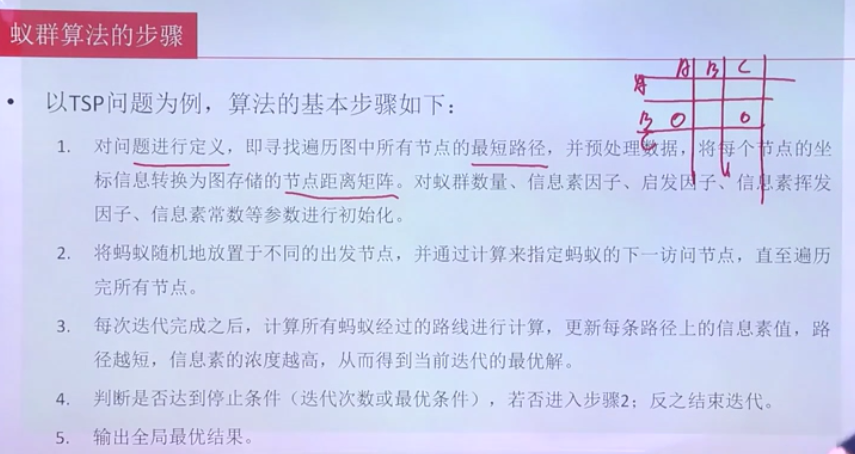 蚁群算法的步骤
• 以TSP问题为例，算法的基本步骤如下：
1. 对问题进行定义，即寻找遍历图中所有节点的最短路径，并预处理数据，将每个节点的坐
标信息转换为图存储的节点距离矩阵。对蚁群数量、信息素因子、启发因子、信息素挥发
因子、信息素常数等参数进行初始化。
2. 将蚂蚁随机地放置于不同的出发节点，并通过计算来指定蚂蚁的下一访问节点，直至遍历
完所有节点。
3. 每次迭代完成之后，计算所有蚂蚁经过的路线进行计算，更新每条路径上的信息素值，路
径越短，信息素的浓度越高，从而得到当前迭代的最优解。
4. 判断是否达到停止条件（迭代次数或最优条件），若否进入步骤2；反之结束迭代。
5. 输出全局最优结果。
A B C
A
B 0 0
C